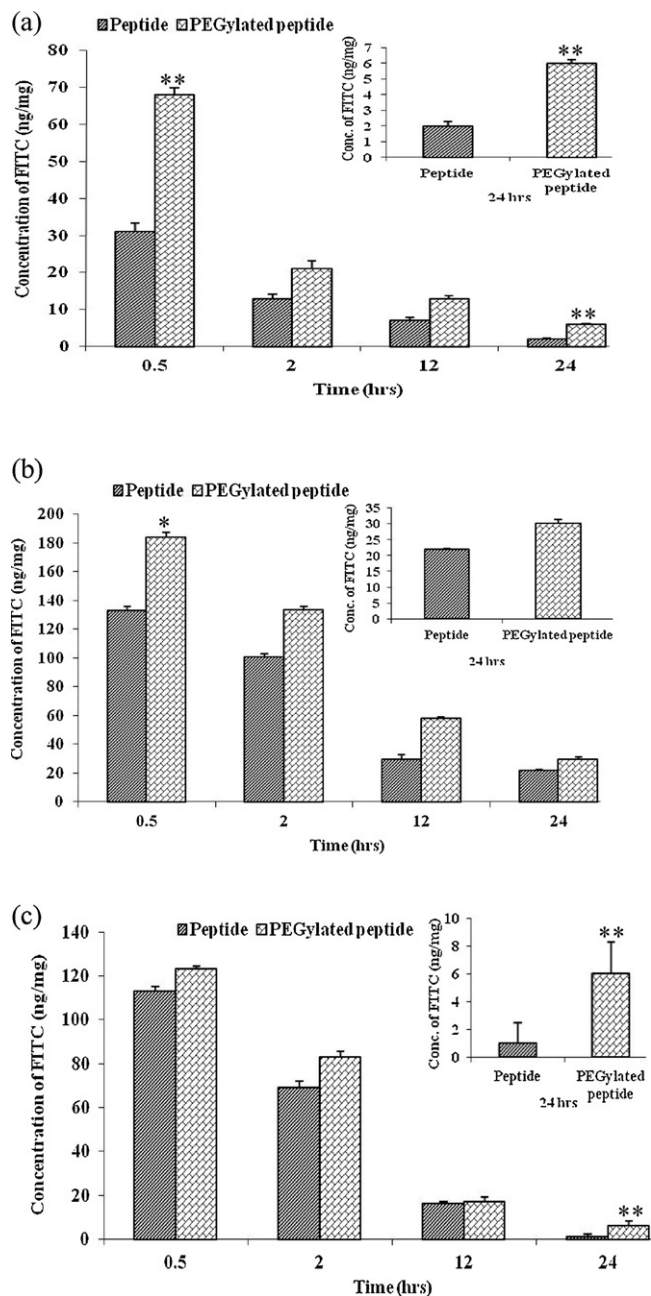 (a)
Peptide PEGylated peptide
Concentration of FITC (ng/mg)
80
70
60
50
40
30
20
10
0
**
**
0.5 2 12 24
Time (hrs)
Conc. of FITC (ng/mg)
7
6
5
4
3
2
1
0
**
Peptide PEGylated
peptide
24 hrs
(b)
Peptide PEGylated peptide
Concentration of FITC (ng/mg)
200
180
160
140
120
100
80
60
40
20
0
*
0.5 2 12 24
Time (hrs)
Conc. of FITC (ng/mg)
35
30
25
20
15
10
5
0
Peptide PEGylated peptide
24 hrs
(c)
Peptide PEGylated peptide
Concentration of FITC (ng/mg)
140
120
100
80
60
40
20
0
**
0.5 2 12 24
Time (hrs)
Conc. of FITC (ng/mg)
10
8
6
4
2
0
**
Peptide PEGylated
peptide
24 hrs